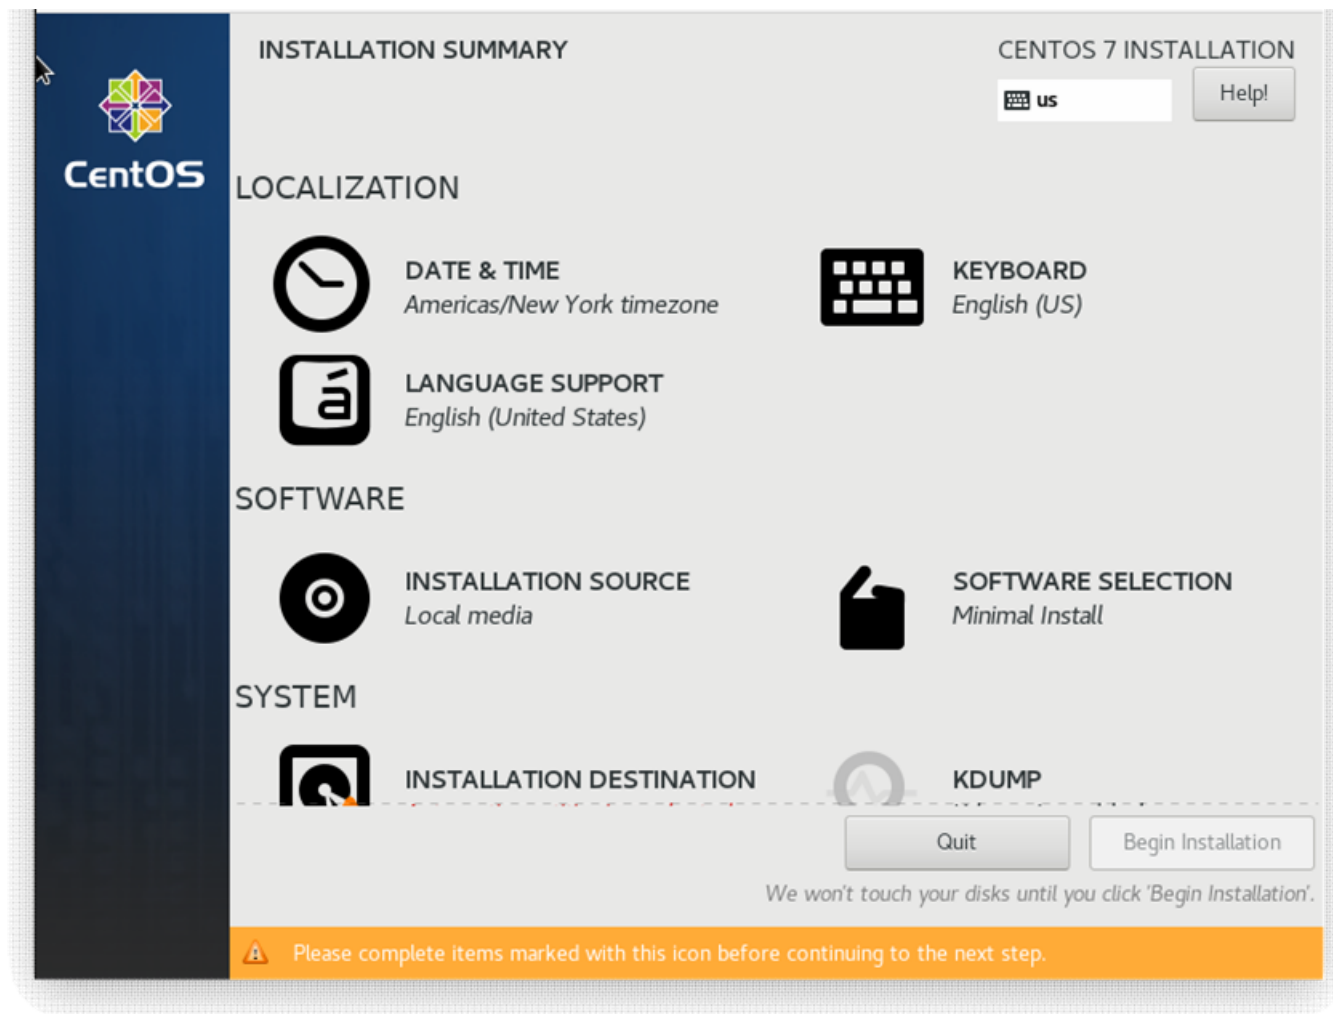 INSTALLATION SUMMARY
CENTOS 7 INSTALLATION
us
Help!
CentOS
LOCALIZATION
DATE & TIME
Americas/New York timezone
KEYBOARD
English (US)
LANGUAGE SUPPORT
English (United States)
SOFTWARE
INSTALLATION SOURCE
Local media
SOFTWARE SELECTION
Minimal Install
SYSTEM
INSTALLATION DESTINATION
KDUMP
Quit
Begin Installation
We won't touch your disks until you click 'Begin Installation'.
Please complete items marked with this icon before continuing to the next step.